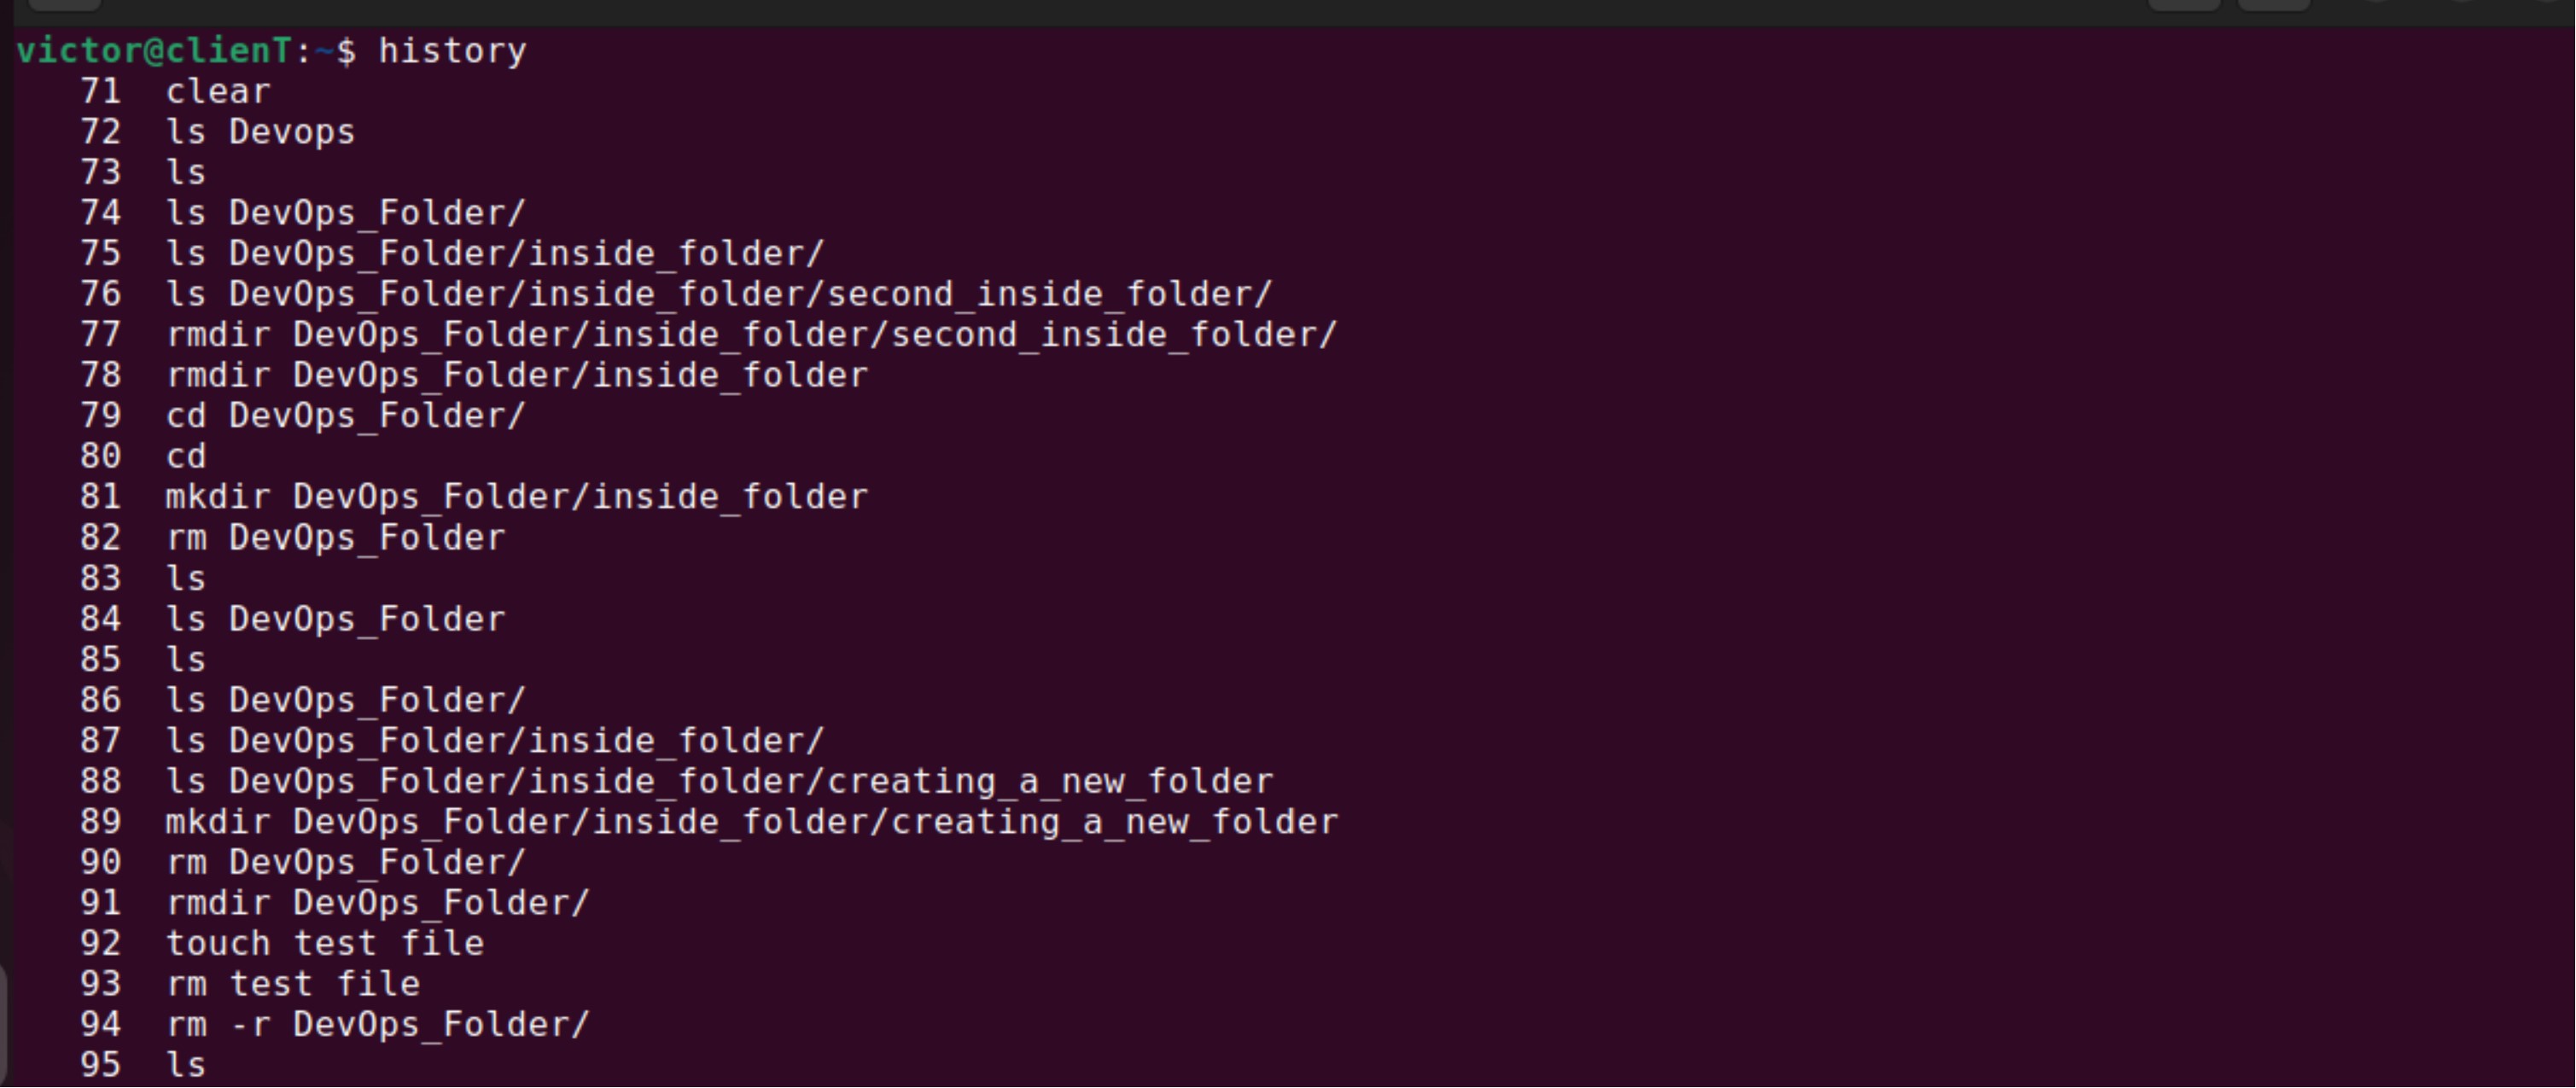 victor@clienT:~$ history
71 clear
72 ls Devops
73 ls
74 ls DevOps_Folder/
75 ls DevOps_Folder/inside_folder/
76 ls DevOps_Folder/inside_folder/second_inside_folder/
77 rmdir DevOps_Folder/inside_folder/second_inside_folder/
78 rmdir DevOps_Folder/inside_folder
79 cd DevOps_Folder/
80 cd
81 mkdir DevOps_Folder/inside_folder
82 rm DevOps_Folder
83 ls
84 ls DevOps_Folder
85 ls
86 ls DevOps_Folder/
87 ls DevOps_Folder/inside_folder/
88 ls DevOps_Folder/inside_folder/creating_a_new_folder
89 mkdir DevOps_Folder/inside_folder/creating_a_new_folder
90 rm DevOps_Folder/
91 rmdir DevOps_Folder/
92 touch test file
93 rm test file
94 rm -r DevOps_Folder/
95 ls